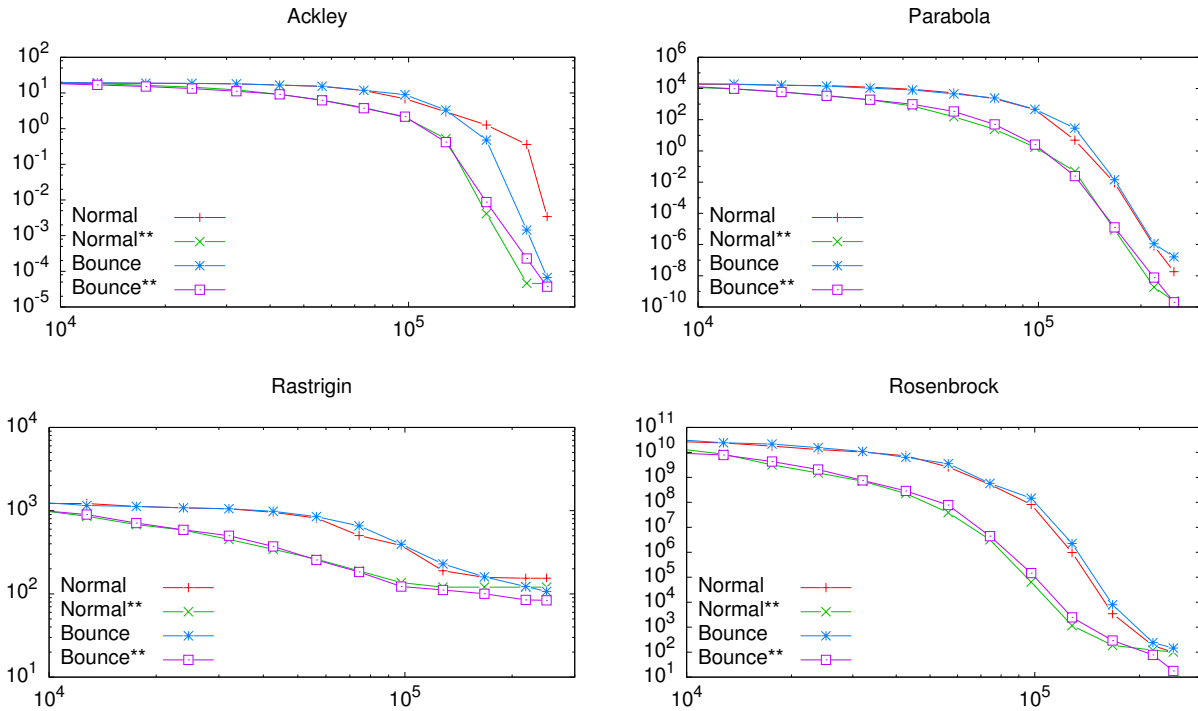 Ackley
10^2
10^1
10^0
10^-1
10^-2
10^-3
10^-4
10^-5
Normal
Normal**
Bounce
Bounce**
10^4
10^5
Parabola
10^6
10^4
10^2
10^0
10^-2
10^-4
10^-6
10^-8
10^-10
Normal
Normal**
Bounce
Bounce**
10^4
10^5
Rastrigin
10^4
10^3
10^2
10^1
Normal
Normal**
Bounce
Bounce**
10^4
10^5
Rosenbrock
10^11
10^10
10^9
10^8
10^7
10^6
10^5
10^4
10^3
10^2
10^1
Normal
Normal**
Bounce
Bounce**
10^4
10^5